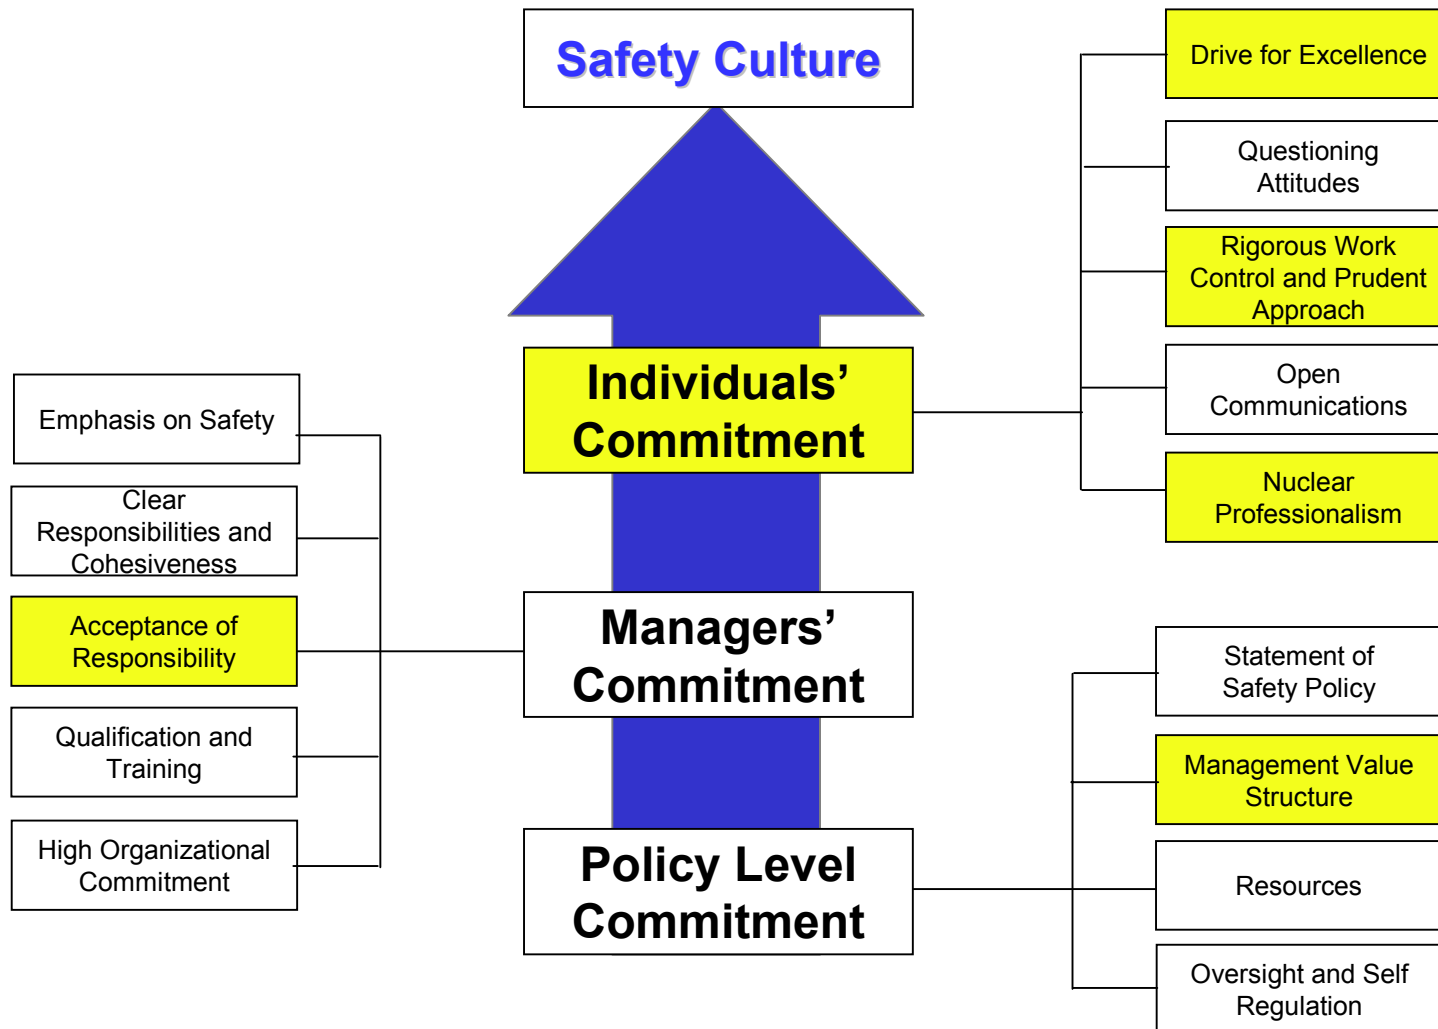 Safety Culture
Drive for Excellence
Questioning
Attitudes
Rigorous Work
Control and Prudent
Approach
Open
Communications
Nuclear
Professionalism
Individuals’
Commitment
Emphasis on Safety
Clear
Responsibilities and
Cohesiveness
Acceptance of
Responsibility
Qualification and
Training
High Organizational
Commitment
Managers’
Commitment
Statement of
Safety Policy
Management Value
Structure
Resources
Oversight and Self
Regulation
Policy Level
Commitment